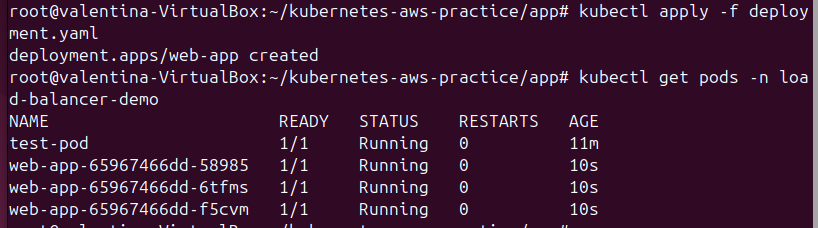 root@valentina-VirtualBox:~/kubernetes-aws-practice/app# kubectl apply -f deploy
ment.yaml
deployment.apps/web-app created
root@valentina-VirtualBox:~/kubernetes-aws-practice/app# kubectl get pods -n loa
d-balancer-demo
NAME                       READY   STATUS    RESTARTS   AGE
test-pod                   1/1     Running   0          11m
web-app-65967466dd-58985   1/1     Running   0          10s
web-app-65967466dd-6tfms   1/1     Running   0          10s
web-app-65967466dd-f5cvm   1/1     Running   0          10s